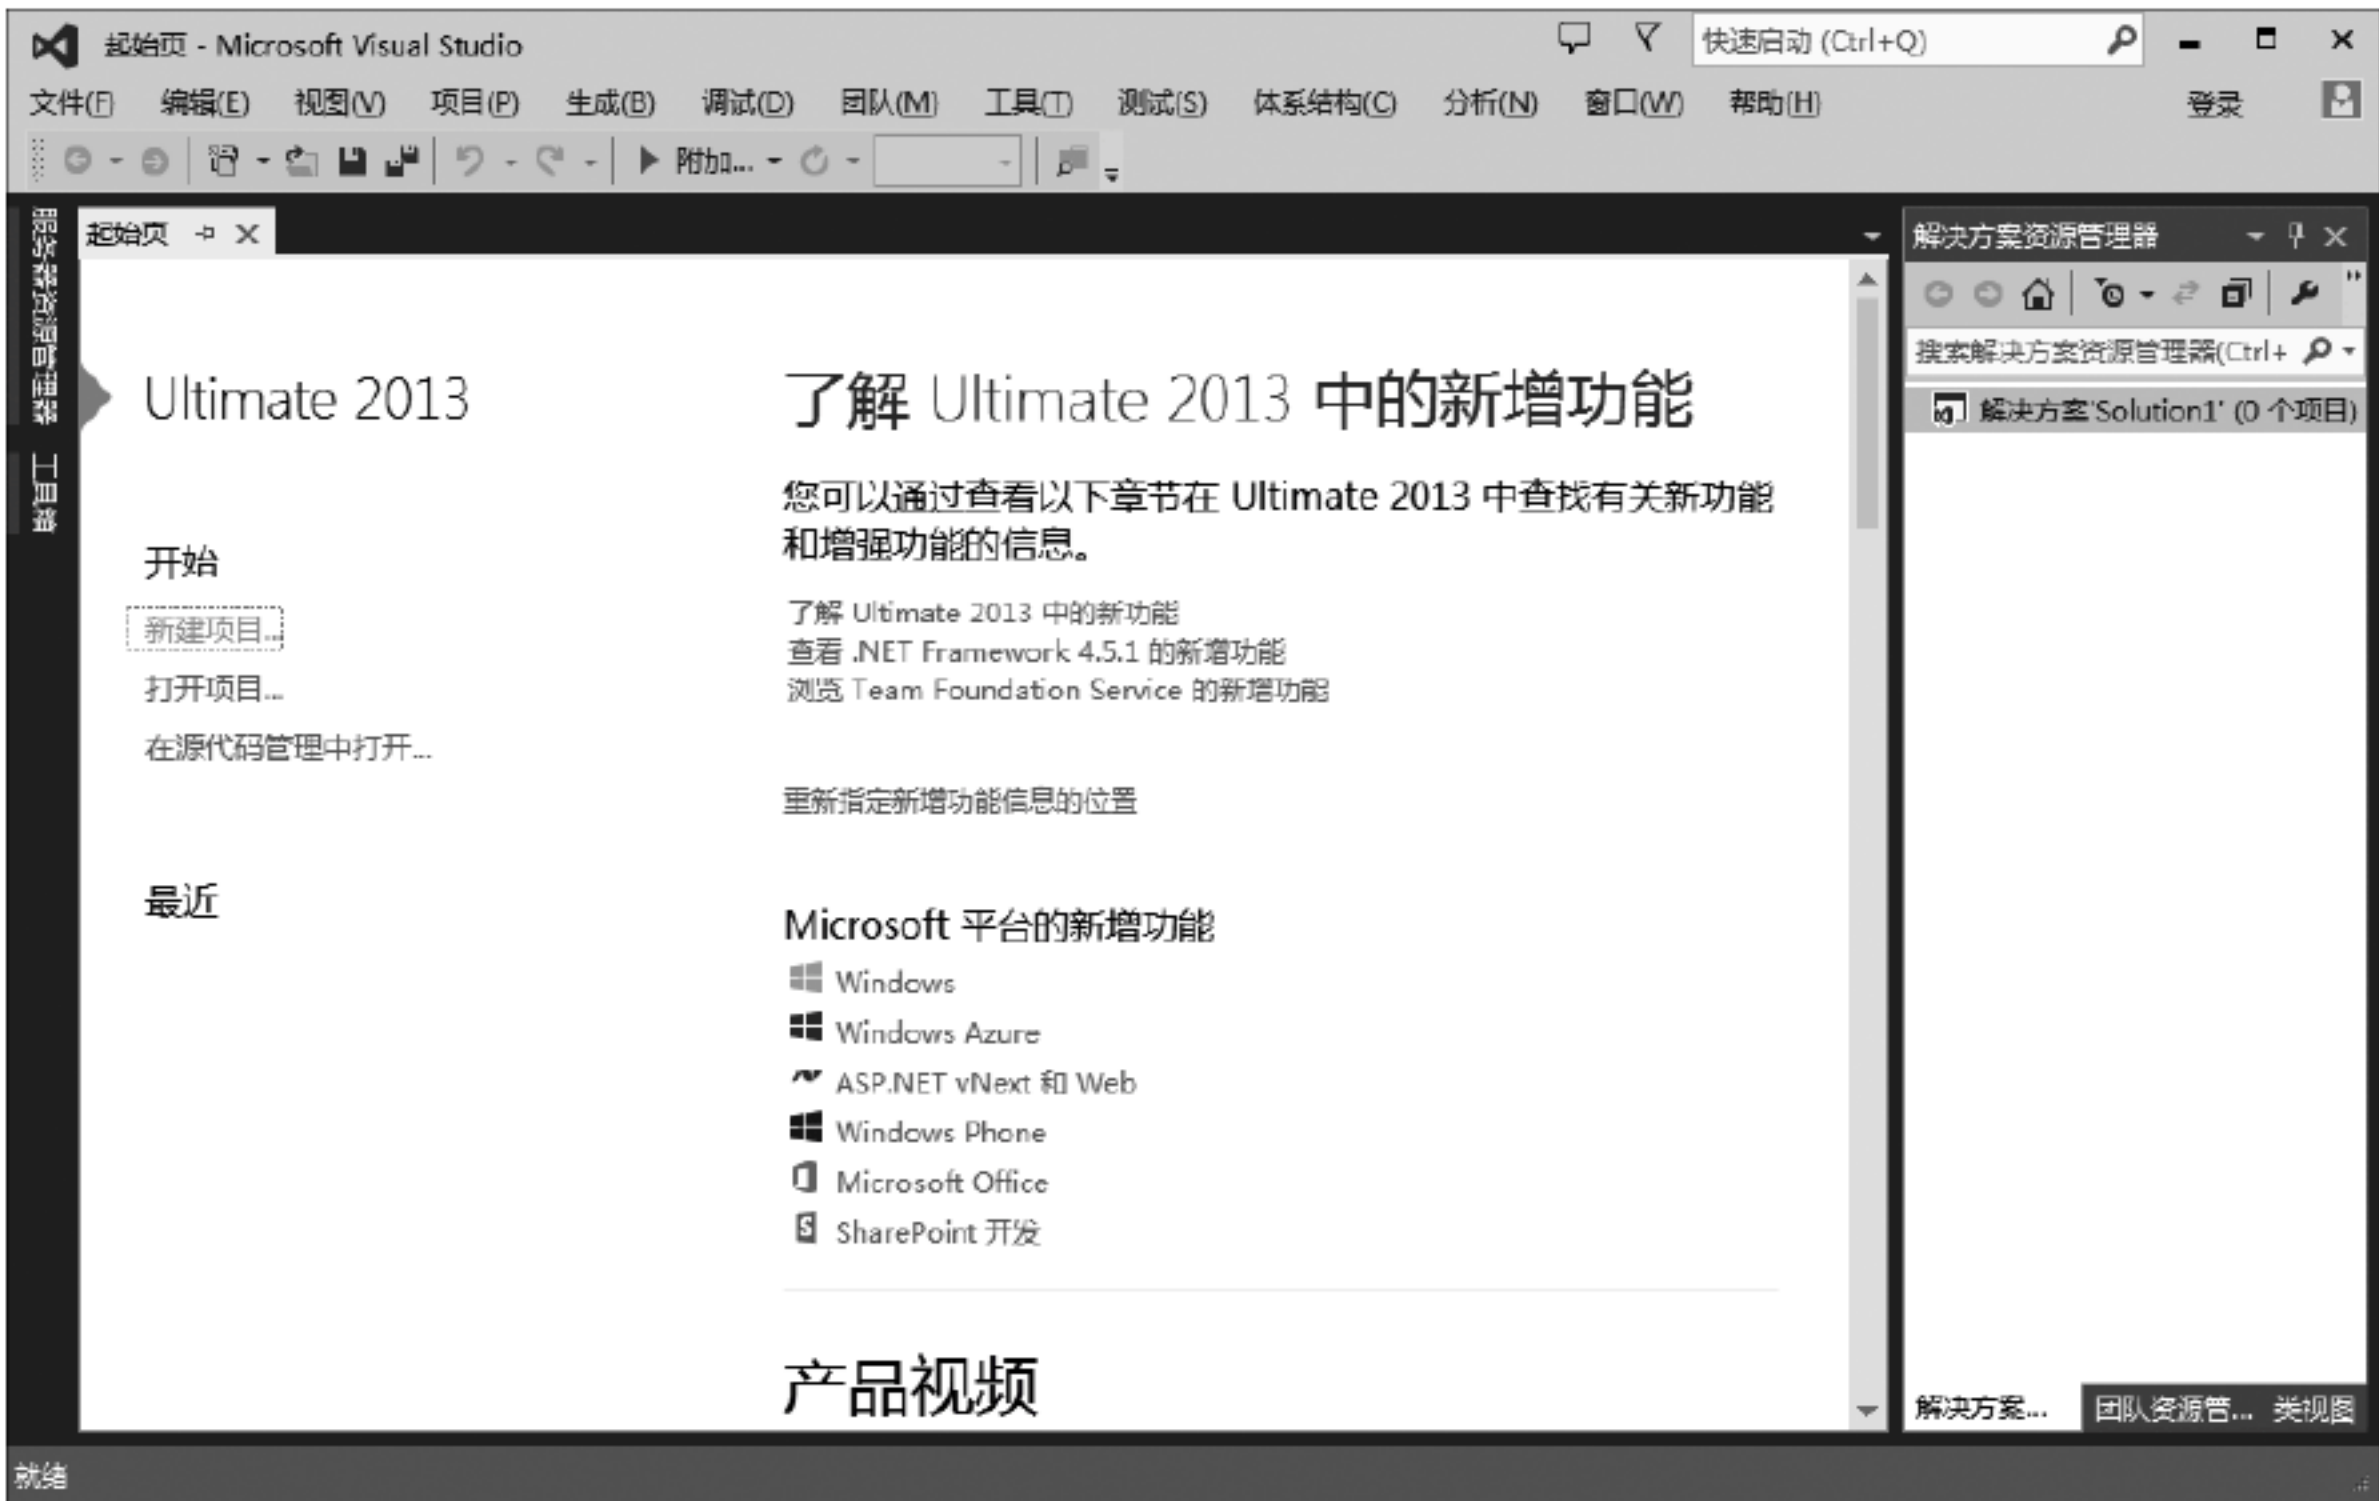 起始页 - Microsoft Visual Studio
快速启动 (Ctrl+Q)
文件(F) 编辑(E) 视图(V) 项目(P) 生成(B) 调试(D) 团队(M) 工具(T) 测试(S) 体系结构(C) 分析(N) 窗口(W) 帮助(H) 登录
附加...
服务器资源管理器
工具箱
起始页
Ultimate 2013
开始
新建项目...
打开项目...
在源代码管理中打开...
最近
了解 Ultimate 2013 中的新增功能
您可以通过查看以下章节在 Ultimate 2013 中查找有关新功能
和增强功能的信息。
了解 Ultimate 2013 中的新功能
查看 .NET Framework 4.5.1 的新增功能
浏览 Team Foundation Service 的新增功能
重新指定新增功能信息的位置
Microsoft 平台的新增功能
Windows
Windows Azure
ASP.NET vNext 和 Web
Windows Phone
Microsoft Office
SharePoint 开发
产品视频
解决方案资源管理器
搜索解决方案资源管理器(Ctrl+
解决方案'Solution1' (0 个项目)
解决方案... 团队资源管... 类视图
就绪